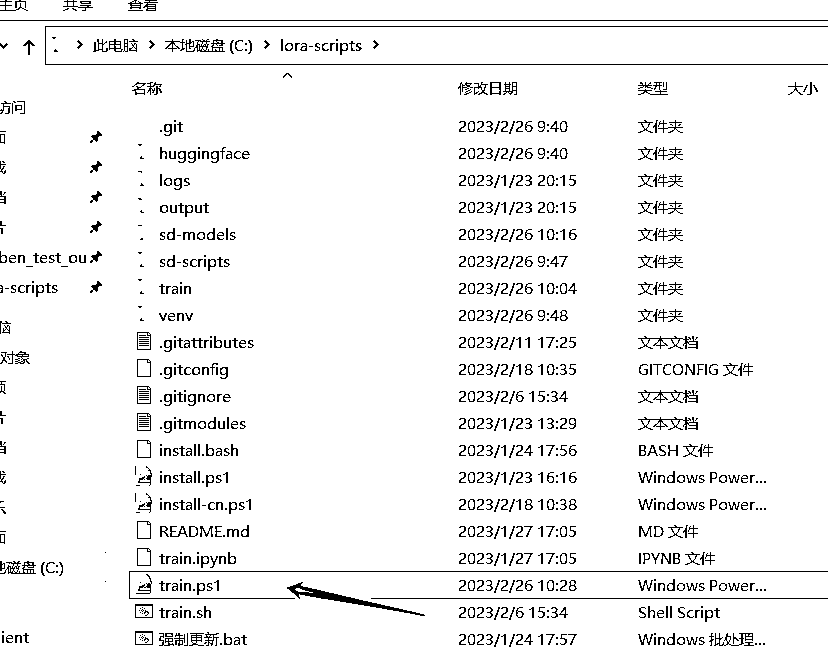 主页 共享 查看
此电脑 本地磁盘 (C:) lora-scripts
名称 修改日期 类型 大小
访问
.git 2023/2/26 9:40 文件夹
面
huggingface 2023/2/26 9:40 文件夹
载
logs 2023/1/23 20:15 文件夹
档
output 2023/1/23 20:15 文件夹
片
sd-models 2023/2/26 10:16 文件夹
ben_test_ou
sd-scripts 2023/2/26 9:47 文件夹
a-scripts
train 2023/2/26 10:04 文件夹
venv 2023/2/26 9:48 文件夹
脑
.gitattributes 2023/2/11 17:25 文本文档
对象
.gitconfig 2023/2/18 10:35 GITCONFIG 文件
频
.gitignore 2023/2/6 15:34 文本文档
片
.gitmodules 2023/1/23 13:29 文本文档
档
install.bash 2023/1/24 17:56 BASH 文件
载
install.ps1 2023/1/23 16:16 Windows Power...
乐
install-cn.ps1 2023/2/18 10:38 Windows Power...
面
README.md 2023/1/27 17:05 MD 文件
train.ipynb 2023/1/27 17:05 IPYNB 文件
地磁盘 (C:)
train.ps1 2023/2/26 10:28 Windows Power...
train.sh 2023/2/6 15:34 Shell Script
ient
强制更新.bat 2023/1/24 17:57 Windows 批处理...